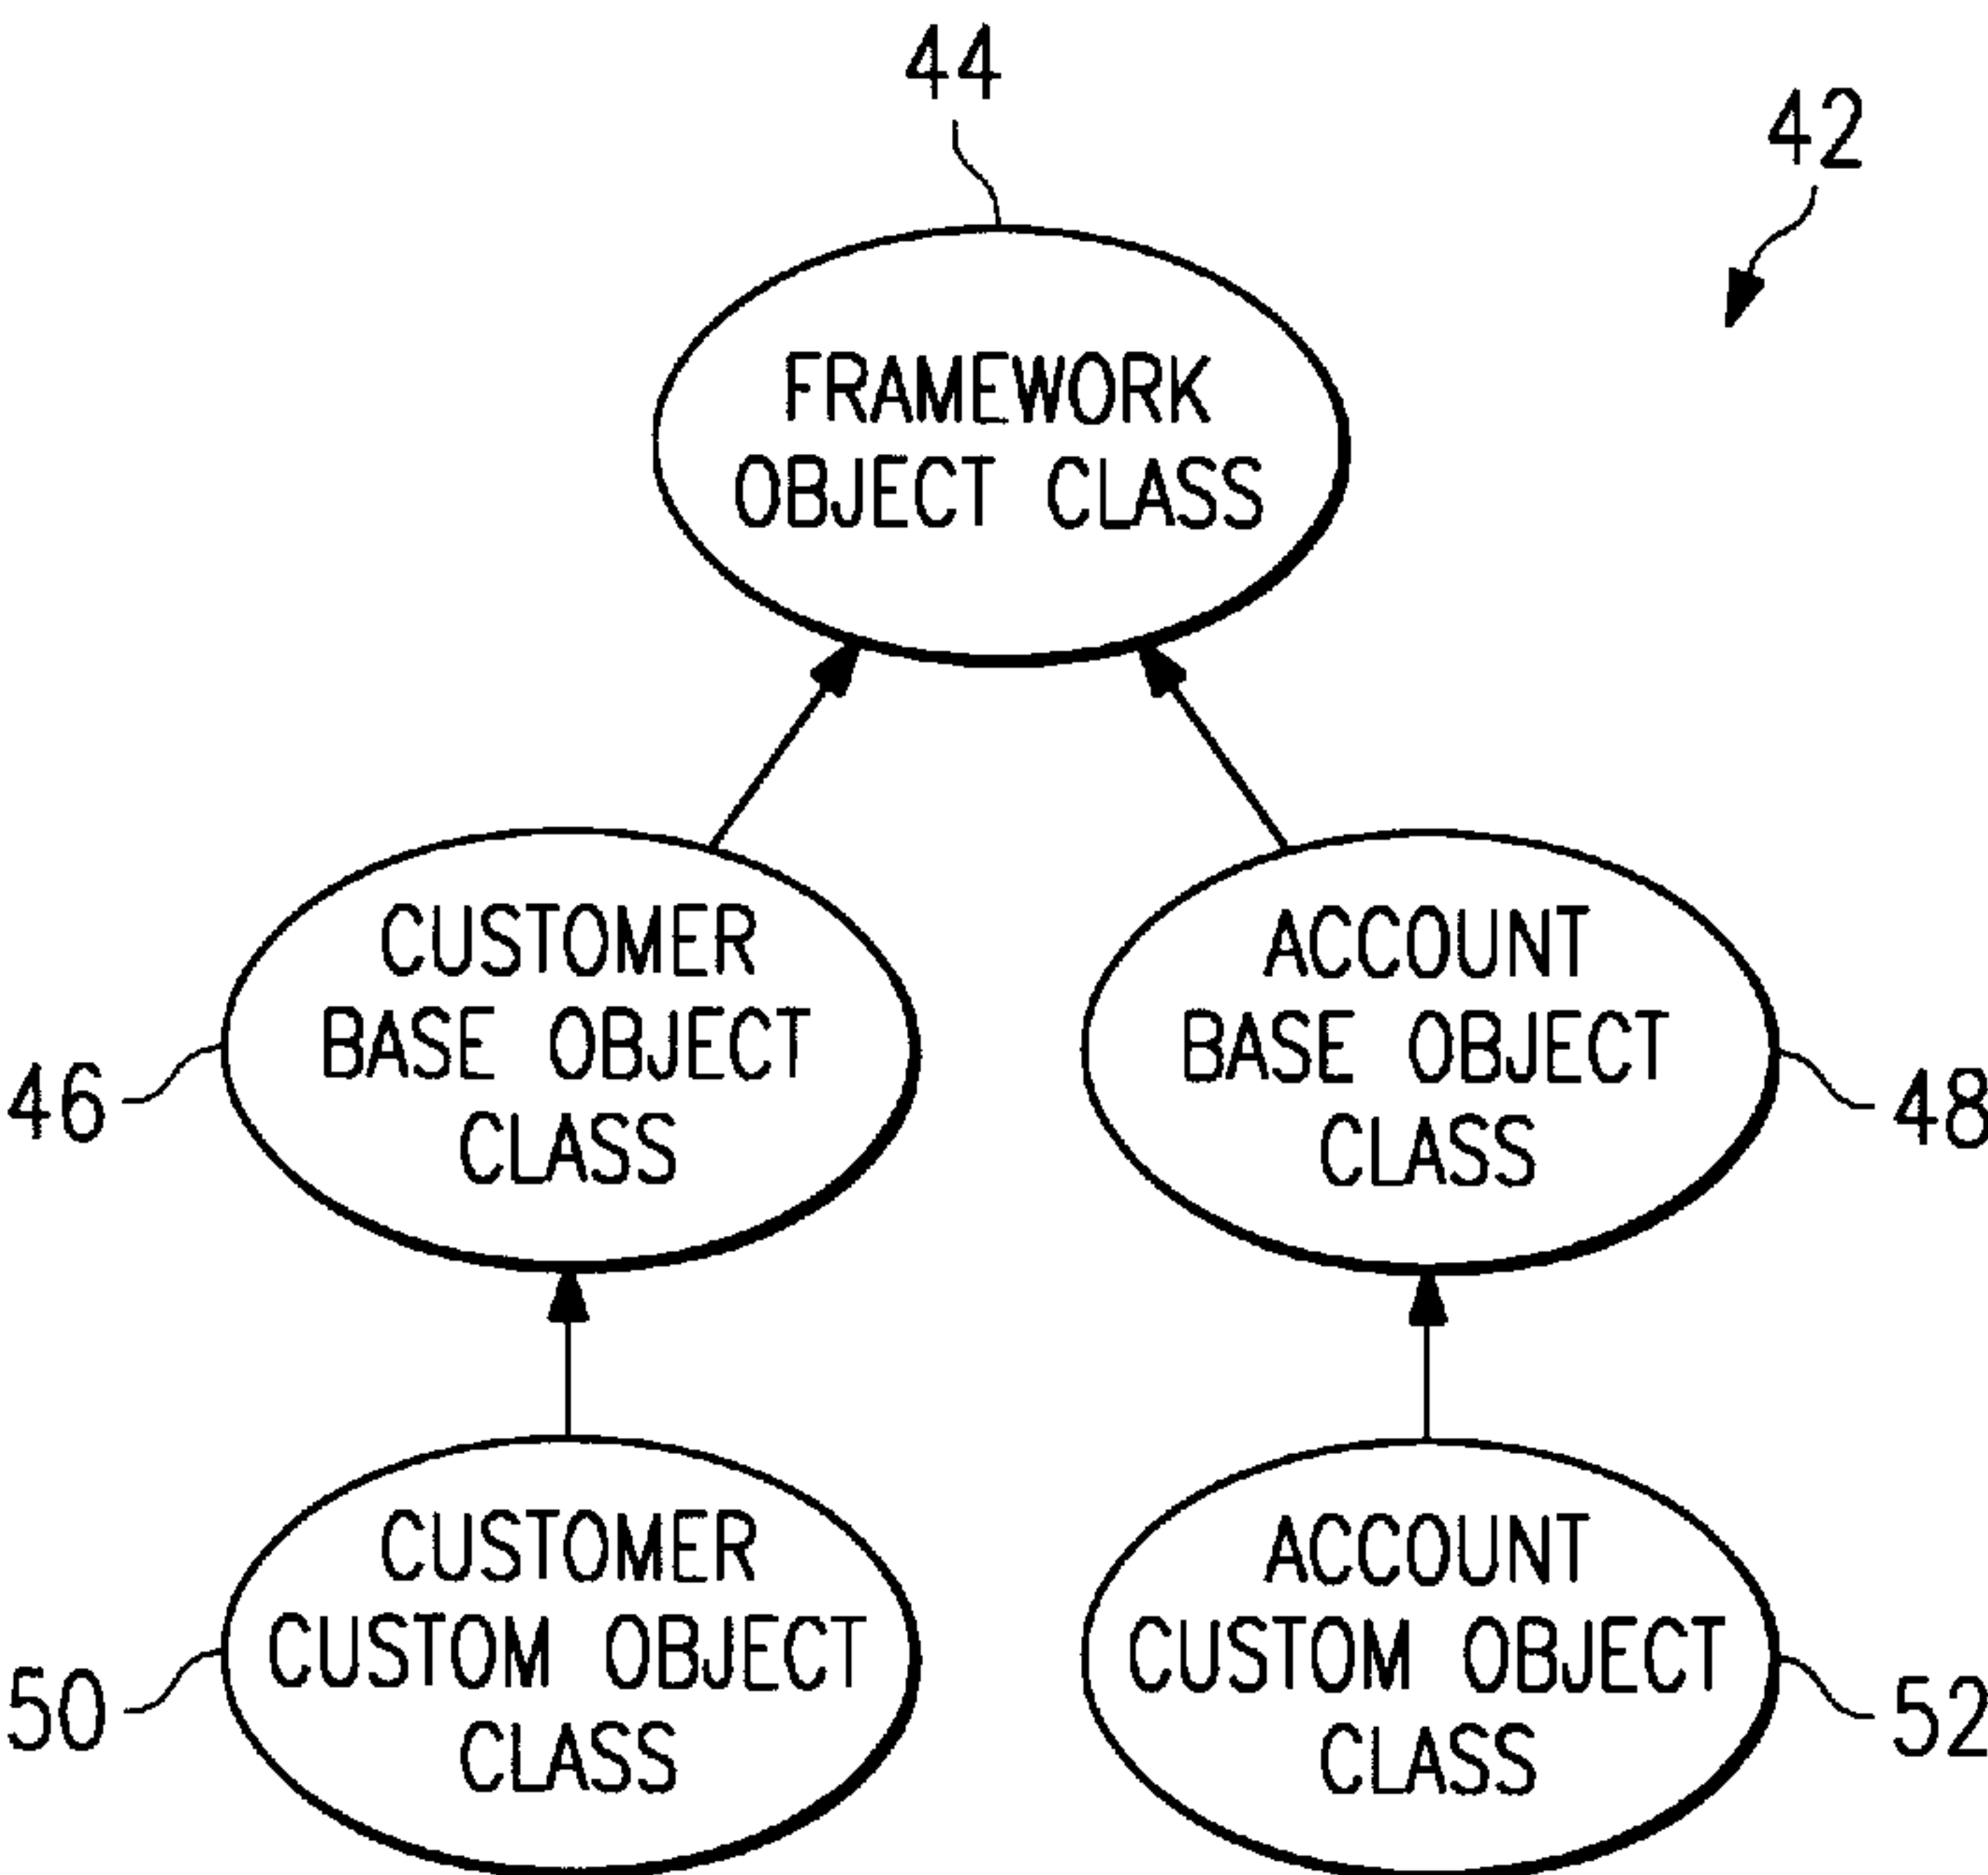 44
42
FRAMEWORK
OBJECT CLASS
CUSTOMER
BASE OBJECT
CLASS
46
ACCOUNT
BASE OBJECT
CLASS
48
CUSTOMER
CUSTOM OBJECT
CLASS
50
ACCOUNT
CUSTOM OBJECT
CLASS
52